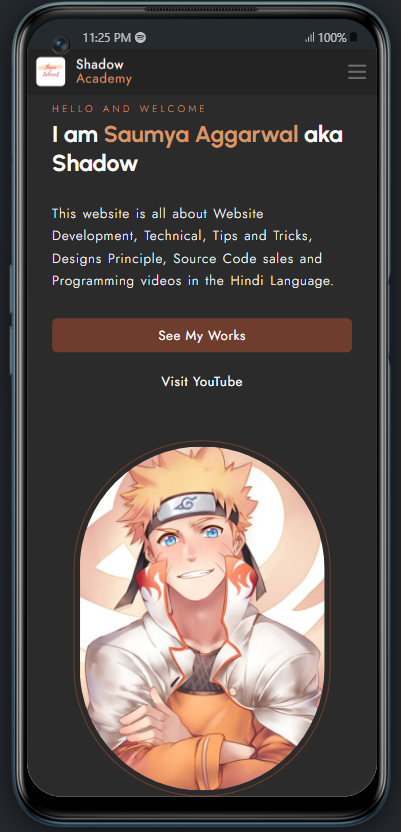 11:25 PM
100%
Shadow
Academy
HELLO AND WELCOME
I am Saumya Aggarwal aka
Shadow
This website is all about Website
Development, Technical, Tips and Tricks,
Designs Principle, Source Code sales and
Programming videos in the Hindi Language.
See My Works
Visit YouTube